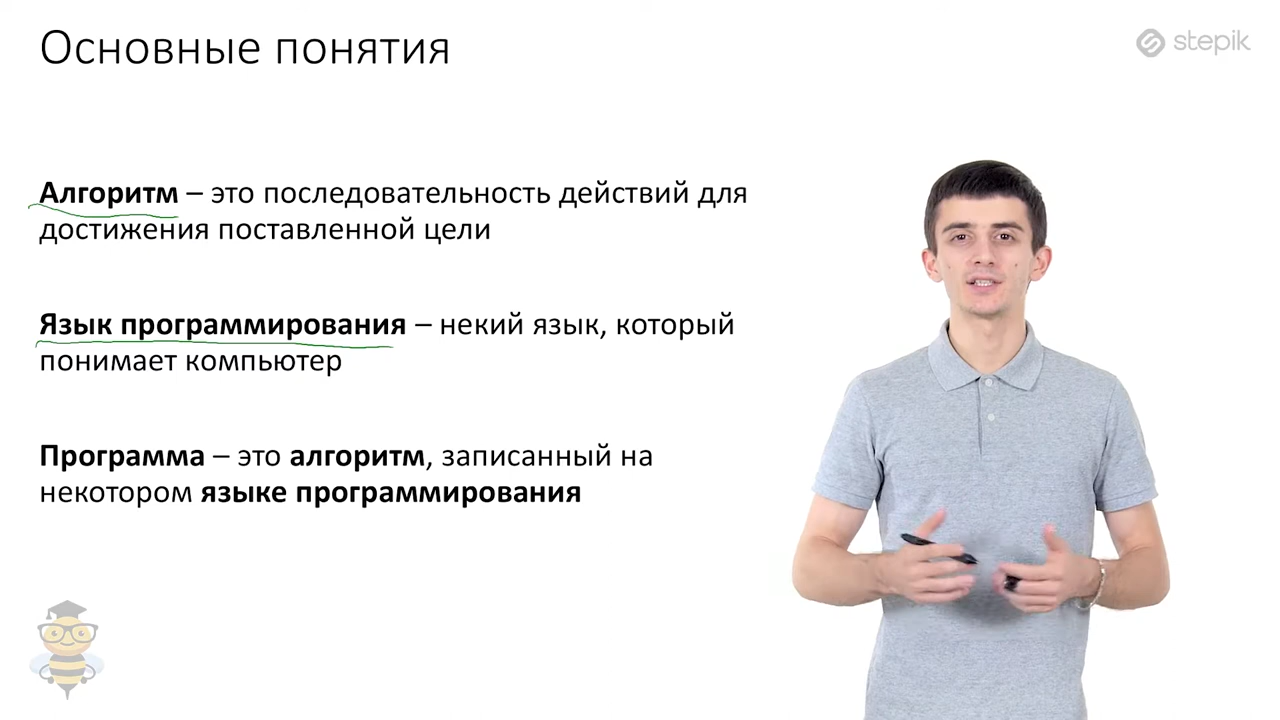 Основные понятия
stepik
Алгоритм – это последовательность действий для
достижения поставленной цели
Язык программирования – некий язык, который
понимает компьютер
Программа – это алгоритм, записанный на
некотором языке программирования